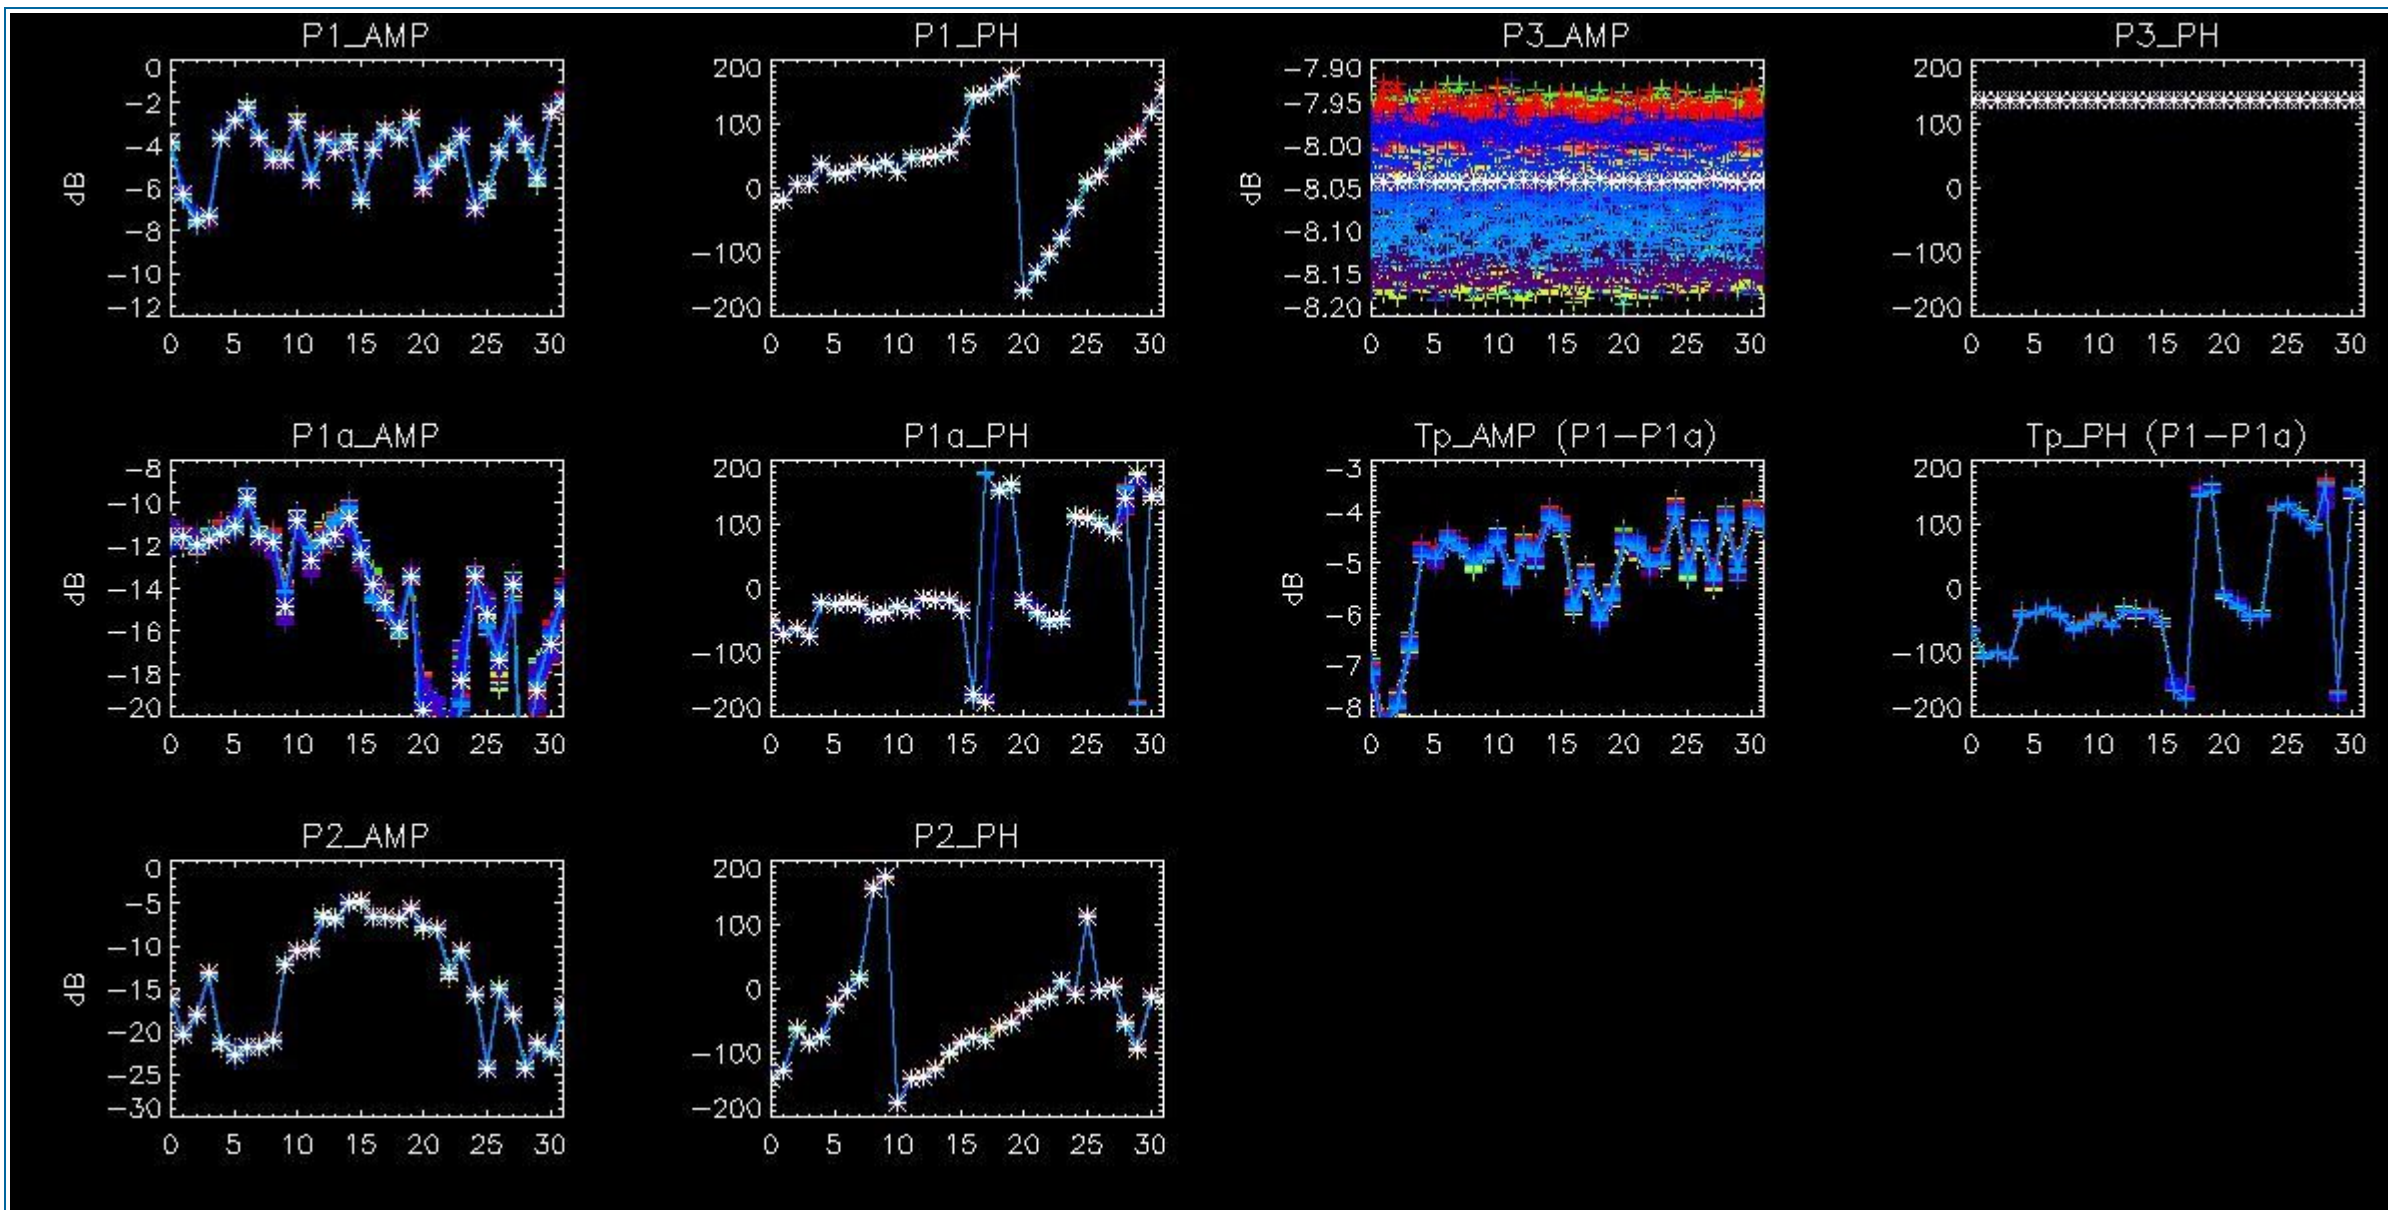 P1_AMP P1_PH P3_AMP P3_PH
0 200 -7.90 200
-2 100 -7.95 100
-4 0 -8.00 0
-6 -100 -8.05 -100
-8 -200 -8.10 -200
-10 -8.15
-12 -8.20
dB dB
0 5 10 15 20 25 30 0 5 10 15 20 25 30 0 5 10 15 20 25 30 0 5 10 15 20 25 30
P1a_AMP P1a_PH Tp_AMP (P1-P1a) Tp_PH (P1-P1a)
-8 200 -3 200
-10 100 -4 100
-12 0 -5 0
-14 -100 -6 -100
-16 -200 -7 -200
-18 -8
-20
dB dB
0 5 10 15 20 25 30 0 5 10 15 20 25 30 0 5 10 15 20 25 30 0 5 10 15 20 25 30
P2_AMP P2_PH
0 200
-5 100
-10 0
-15 -100
-20 -200
-25
-30
dB
0 5 10 15 20 25 30 0 5 10 15 20 25 30